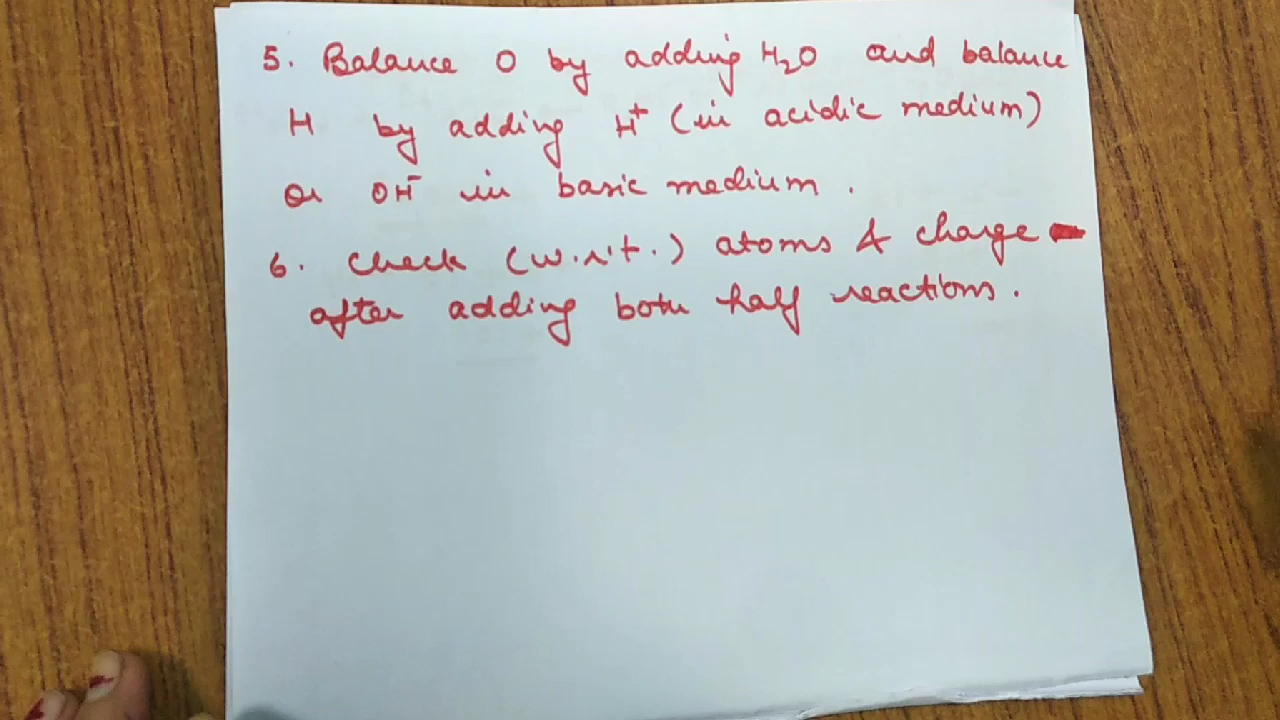 5. Balance O by adding H₂O and balance
H by adding H⁺ (in acidic medium)
or OH⁻ in basic medium.
6. Check (w.r.t.) atoms & charge
after adding both half reactions.